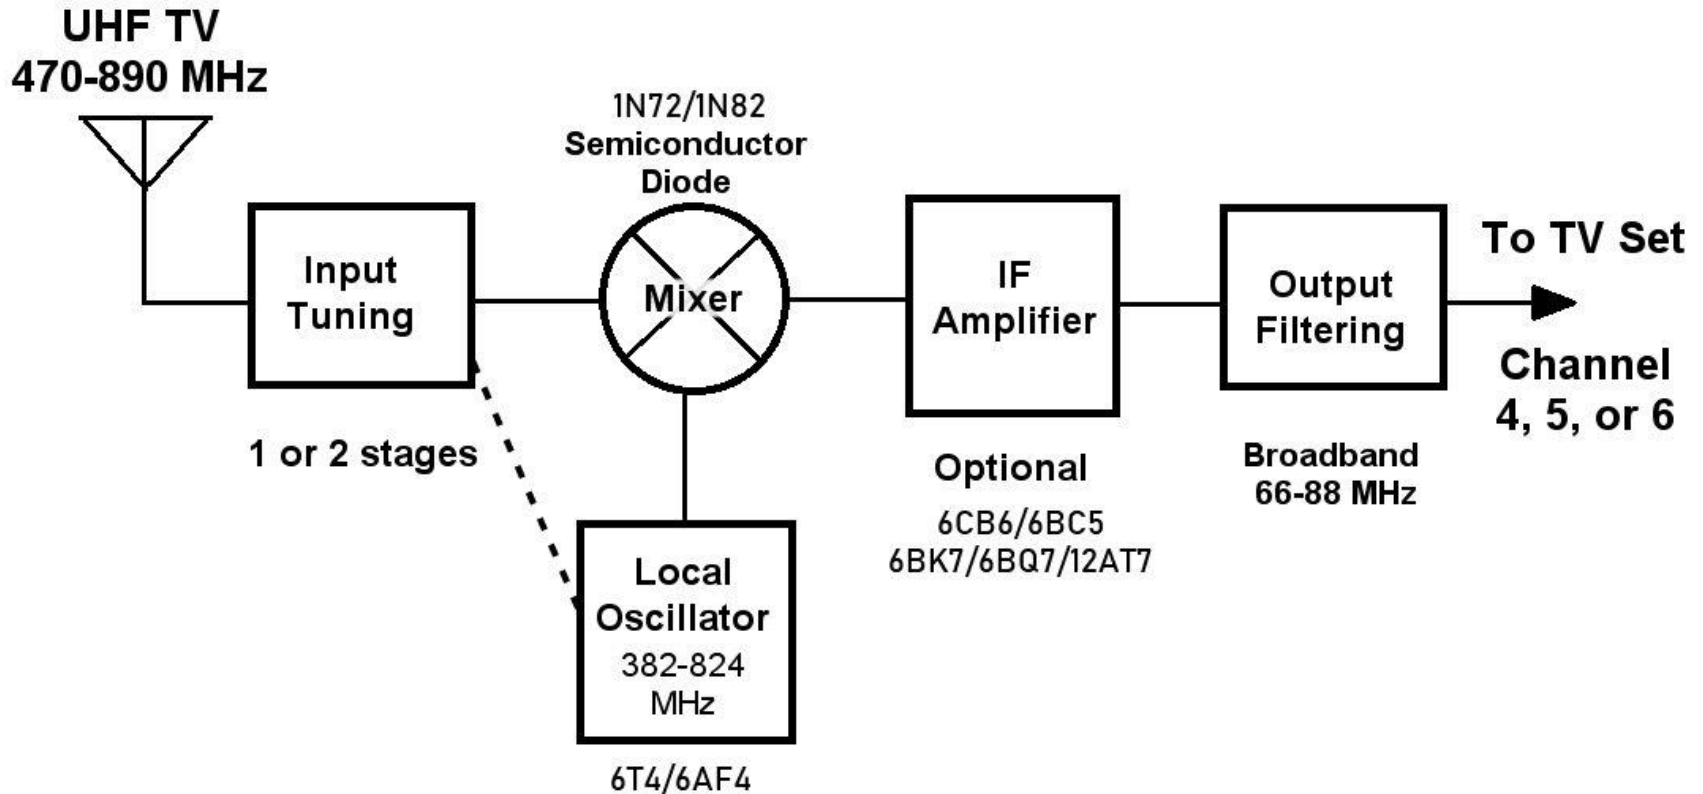 UHF TV
470-890 MHz
1N72/1N82
Semiconductor
Diode
Input
Tuning
Mixer
IF
Amplifier
Output
Filtering
To TV Set
Channel
4, 5, or 6
1 or 2 stages
Optional
6CB6/6BC5
6BK7/6BQ7/12AT7
Broadband
66-88 MHz
Local
Oscillator
382-824
MHz
6T4/6AF4